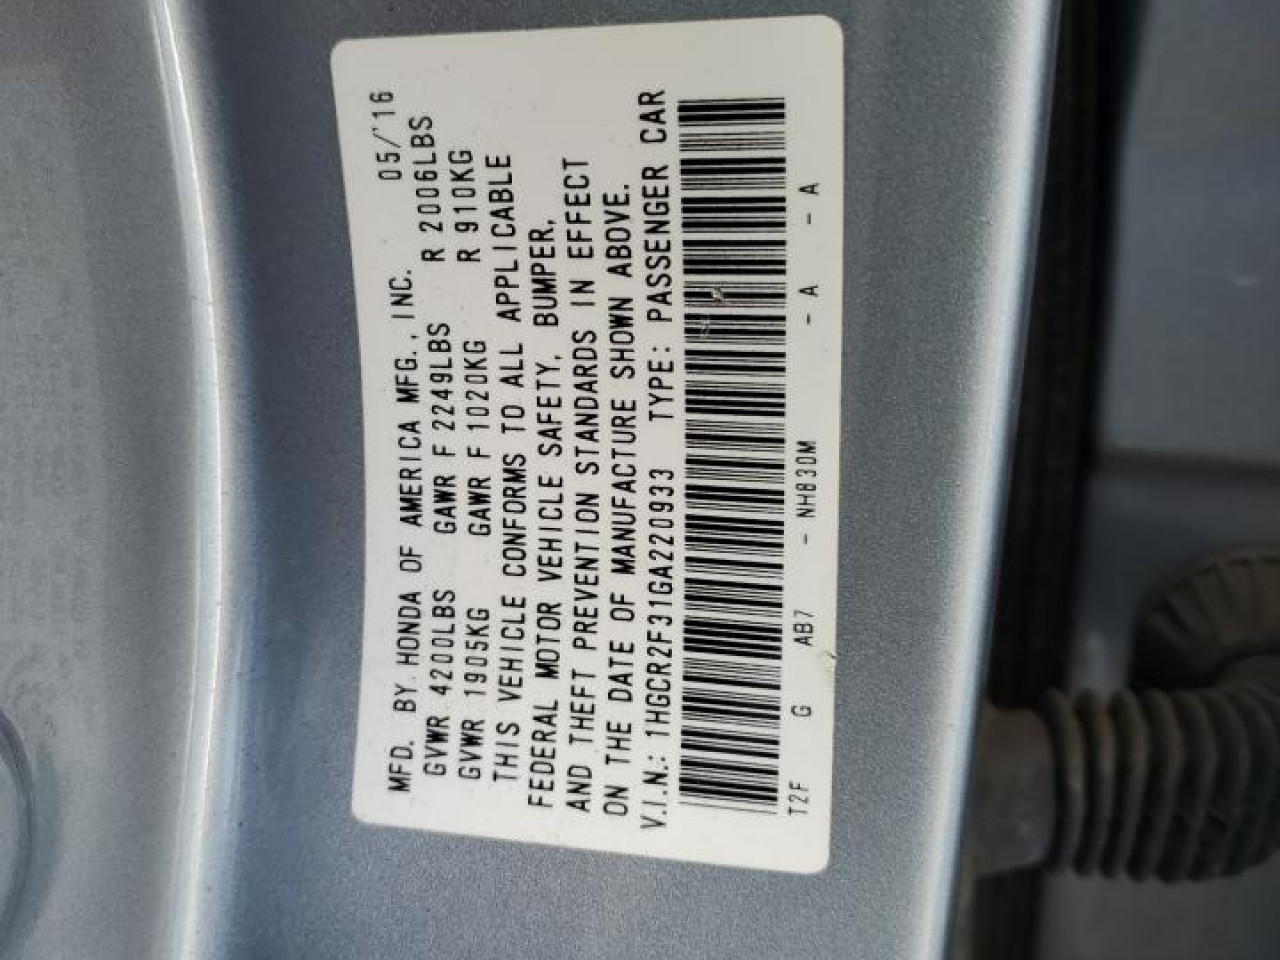 MFD. BY HONDA OF AMERICA MFG., INC. 05/'16
GVWR 4200LBS GAWR F 2249LBS R 2006LBS
GVWR 1905KG GAWR F 1020KG R 910KG
THIS VEHICLE CONFORMS TO ALL APPLICABLE
FEDERAL MOTOR VEHICLE SAFETY, BUMPER,
AND THEFT PREVENTION STANDARDS IN EFFECT
ON THE DATE OF MANUFACTURE SHOWN ABOVE.
V.I.N.: 1HGCR2F31GA220933 TYPE: PASSENGER CAR
T2F G AB7 - NH830M - A - A